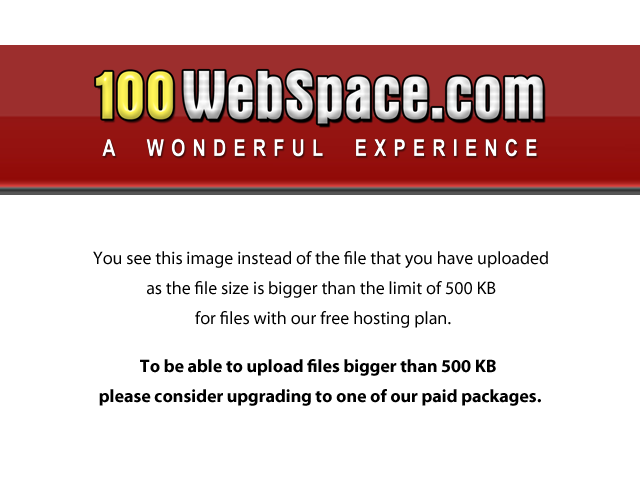 100WebSpace.com
A WONDERFUL EXPERIENCE
You see this image instead of the file that you have uploaded
as the file size is bigger than the limit of 500 KB
for files with our free hosting plan.
To be able to upload files bigger than 500 KB
please consider upgrading to one of our paid packages.